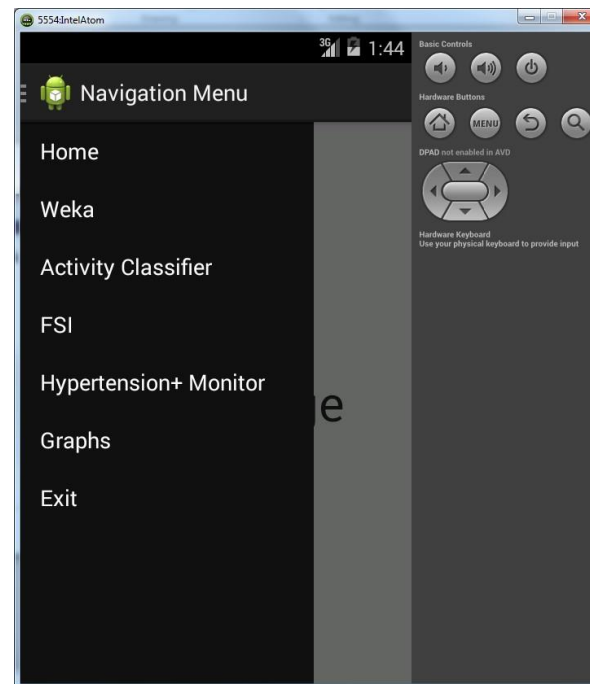 5554:IntelAtom
3G 1:44
Navigation Menu
Home
Weka
Activity Classifier
FSI
Hypertension+ Monitor
Graphs
Exit
ge
Basic Controls
Hardware Buttons
MENU
DPAD not enabled in AVD
Hardware Keyboard
Use your physical keyboard to provide input